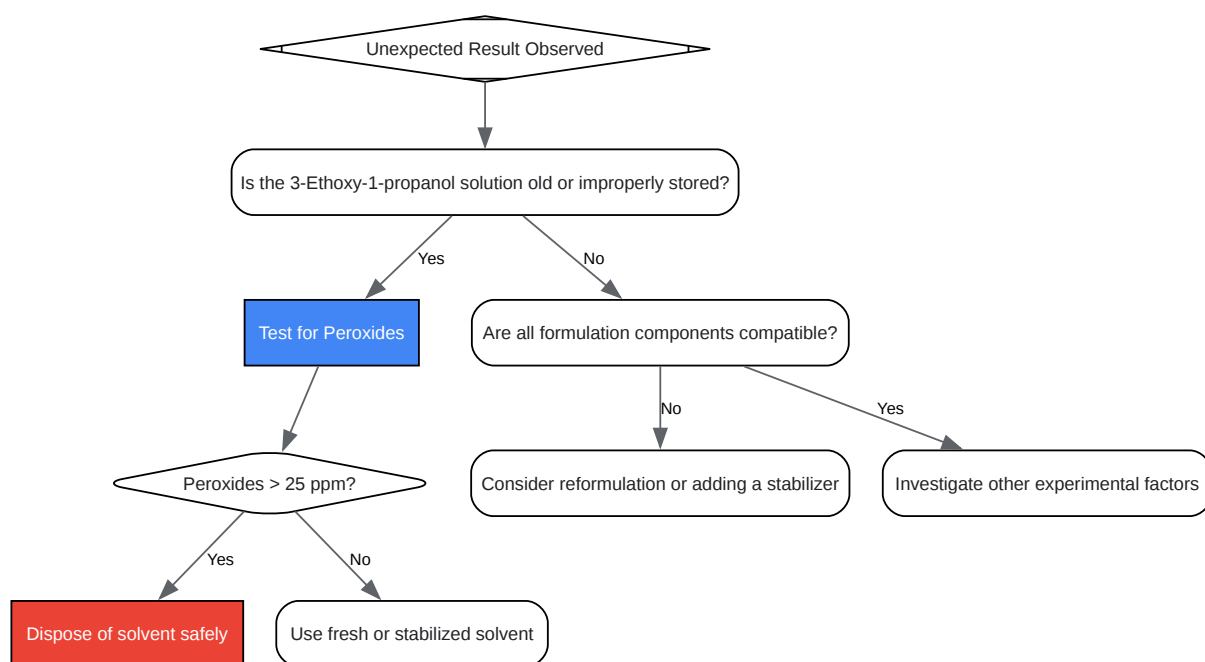 Unexpected Result Observed
Is the 3-Ethoxy-1-propanol solution old or improperly stored?
Yes
No
Test for Peroxides
Are all formulation components compatible?
No
Yes
Peroxides > 25 ppm?
Consider reformulation or adding a stabilizer
Investigate other experimental factors
Yes
No
Dispose of solvent safely
Use fresh or stabilized solvent